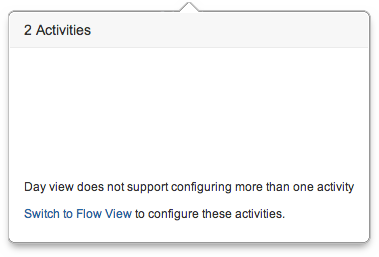 2 Activities
Day view does not support configuring more than one activity
Switch to Flow View to configure these activities.